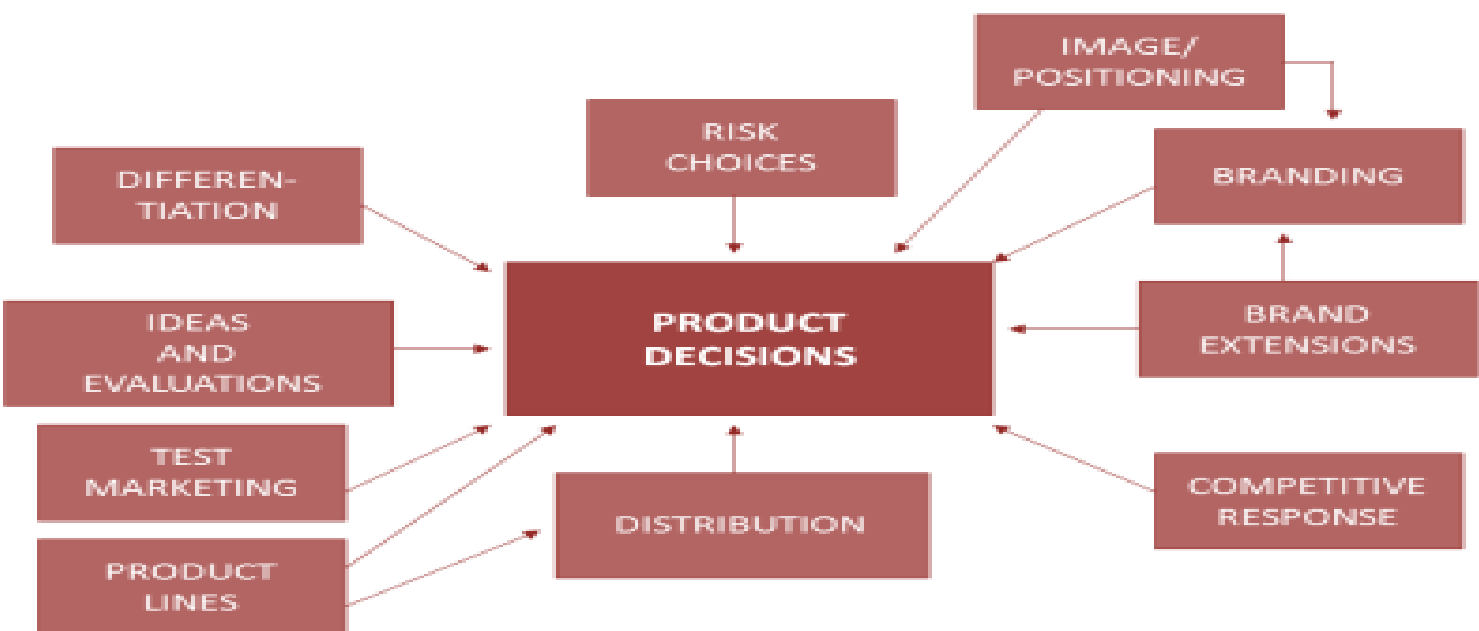 IMAGE/
POSITIONING
RISK
CHOICES
BRANDING
DIFFEREN-
TIATION
IDEAS
AND
EVALUATIONS
PRODUCT
DECISIONS
BRAND
EXTENSIONS
TEST
MARKETING
DISTRIBUTION
COMPETITIVE
RESPONSE
PRODUCT
LINES